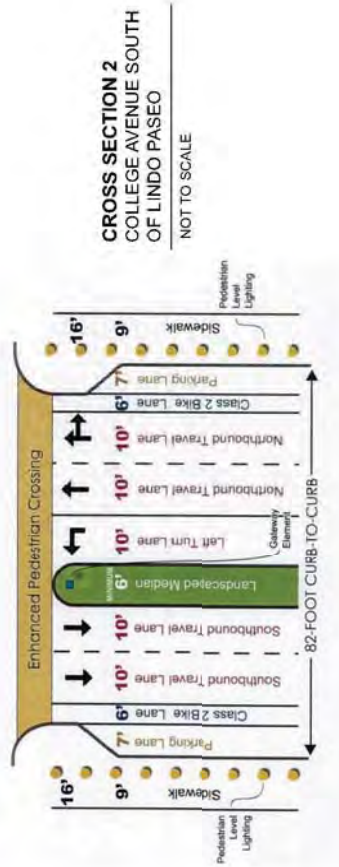 CROSS SECTION 2
COLLEGE AVENUE SOUTH
OF LINDO PASEO
NOT TO SCALE
Enhanced Pedestrian Crossing
16'
9'
Sidewalk
Pedestrian
Level
Lighting
7'
Parking Lane
6'
Class 2 Bike Lane
10'
Southbound Travel Lane
10'
Southbound Travel Lane
MINIMUM
6'
Landscaped Median
Gateway
Element
10'
Left Turn Lane
10'
Northbound Travel Lane
10'
Northbound Travel Lane
6'
Class 2 Bike Lane
7'
Parking Lane
16'
9'
Sidewalk
Pedestrian
Level
Lighting
82-FOOT CURB-TO-CURB